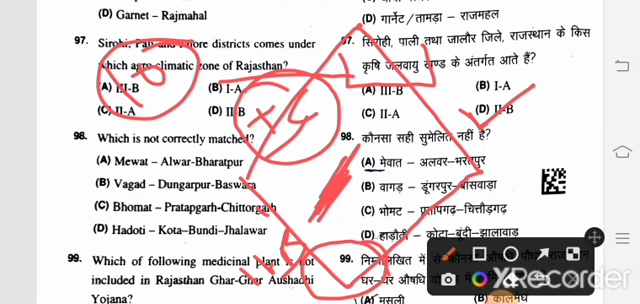 (D) Garnet – Rajmahal
97. Sirohi, Pali and Jalore districts comes under
which agro climatic zone of Rajasthan?
(A) III-B (B) I-A
(C) II-A (D) II-B
98. Which is not correctly matched?
(A) Mewat – Alwar-Bharatpur
(B) Vagad – Dungarpur-Baswara
(C) Bhomat – Pratapgarh-Chittorgarh
(D) Hadoti – Kota-Bundi-Jhalawar
99. Which of following medicinal plant is not
included in Rajasthan Ghar-Ghar Aushadhi
Yojana?
(D) गार्नेट / तामड़ा – राजमहल
97. सिरोही, पाली तथा जालौर जिले, राजस्थान के किस
कृषि जलवायु खण्ड के अंतर्गत आते हैं?
(A) III-B (B) I-A
(C) II-A (D) II-B
98. कौनसा सही सुमेलित नहीं है?
(A) मेवात – अलवर-भरतपुर
(B) वागड़ – डूंगरपुर-बांसवाड़ा
(C) भोमट – प्रतापगढ़-चित्तौड़गढ़
(D) हाड़ौती – कोटा-बूंदी-झालावाड़
99. निम्नलिखित में से कौनसा
घर-घर औषधि
(A) मूसली (B) कालमेघ
XRecorder